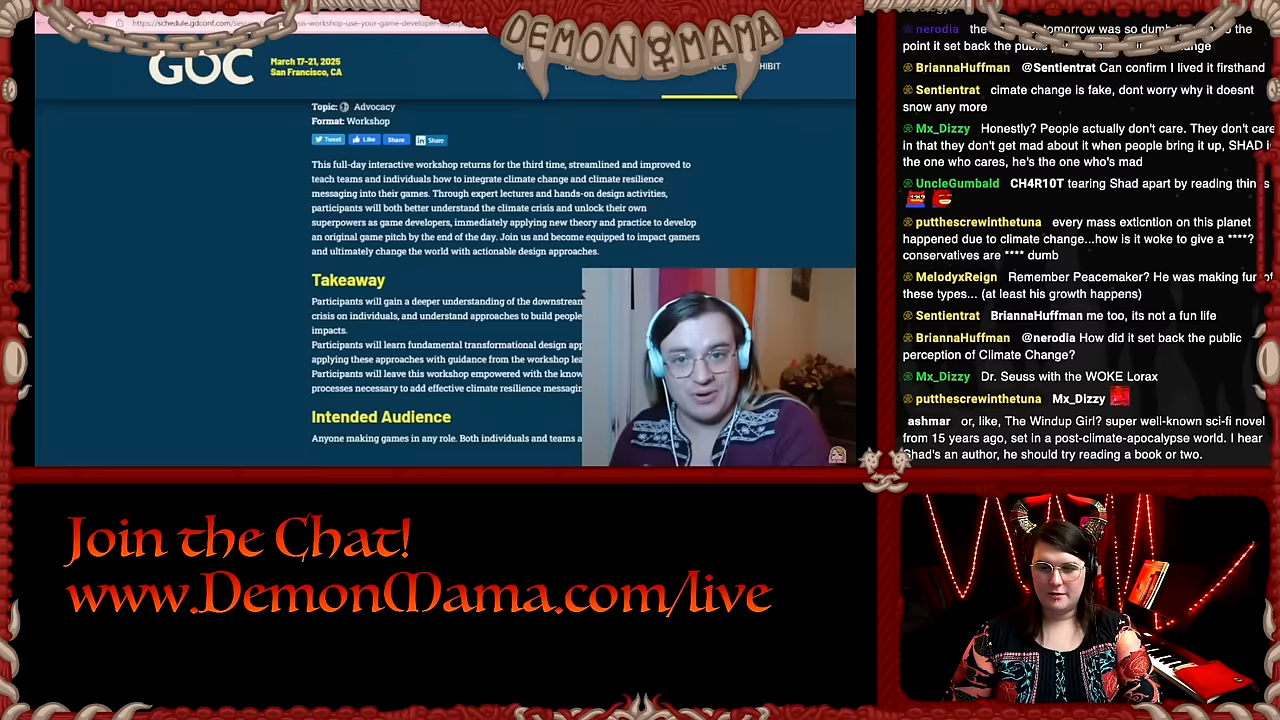 https://schedule.gdconf.com/
DEMON MAMA
GDC
March 17-21, 2025
San Francisco, CA
Topic: Advocacy
Format: Workshop
Tweet Like Share Share
This full-day interactive workshop returns for the third time, streamlined and improved to
teach teams and individuals how to integrate climate change and climate resilience
messaging into their games. Through expert lectures and hands-on design activities,
participants will both better understand the climate crisis and unlock their own
superpowers as game developers, immediately applying new theory and practice to develop
an original game pitch by the end of the day. Join us and become equipped to impact gamers
and ultimately change the world with actionable design approaches.
Takeaway
Participants will gain a deeper understanding of the downstream
crisis on individuals, and understand approaches to build people
impacts.
Participants will learn fundamental transformational design
applying these approaches with guidance from the workshop
Participants will leave this workshop empowered with the
processes necessary to add effective climate resilience
Intended Audience
Anyone making games in any role. Both individuals and teams
nerodia the tomorrow was so the
point it set back the
BriannaHuffman @Sentientrat Can confirm I lived it firsthand
Sentientrat climate change is fake, dont worry why it doesnt
snow any more
Mx_Dizzy Honestly? People actually don't care. They don't care
in that they don't get mad about it when people bring it up, SHAD is
the one who cares, he's the one who's mad
UncleGumbald CH4R10T tearing Shad apart by reading things
putthescrewinthetuna every mass exticntion on this planet
happened due to climate change...how is it woke to give a ****?
conservatives are **** dumb
MelodyxReign Remember Peacemaker? He was making fun of
these types... (at least his growth happens)
Sentientrat BriannaHuffman me too, its not a fun life
BriannaHuffman @nerodia How did it set back the public
perception of Climate Change?
Mx_Dizzy Dr. Seuss with the WOKE Lorax
putthescrewinthetuna Mx_Dizzy
ashmar or, like, The Windup Girl? super well-known sci-fi novel
from 15 years ago, set in a post-climate-apocalypse world. I hear
Shad's an author, he should try reading a book or two.
Join the Chat!
www.DemonMama.com/live